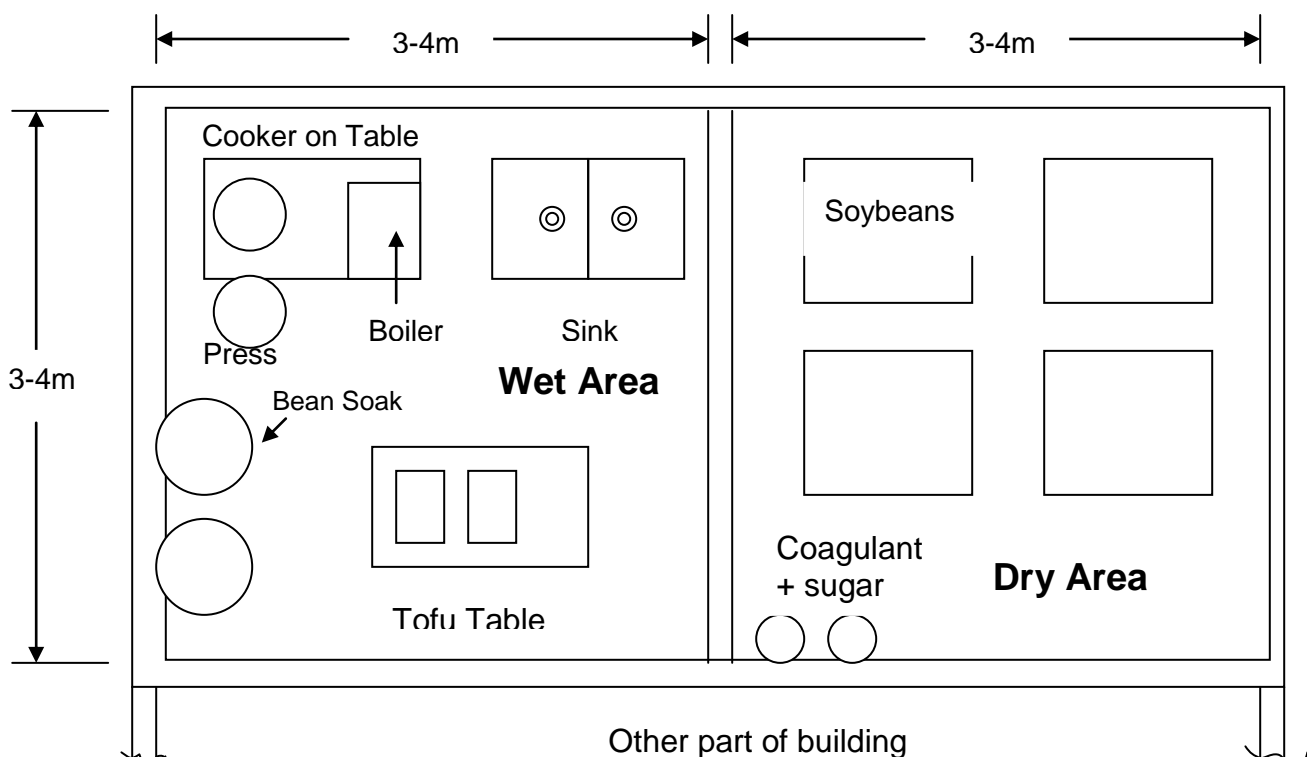 3-4m
3-4m
Cooker on Table
Soybeans
Boiler
Sink
Press
3-4m
Wet Area
Bean Soak
Coagulant
+ sugar
Dry Area
Tofu Table
Other part of building